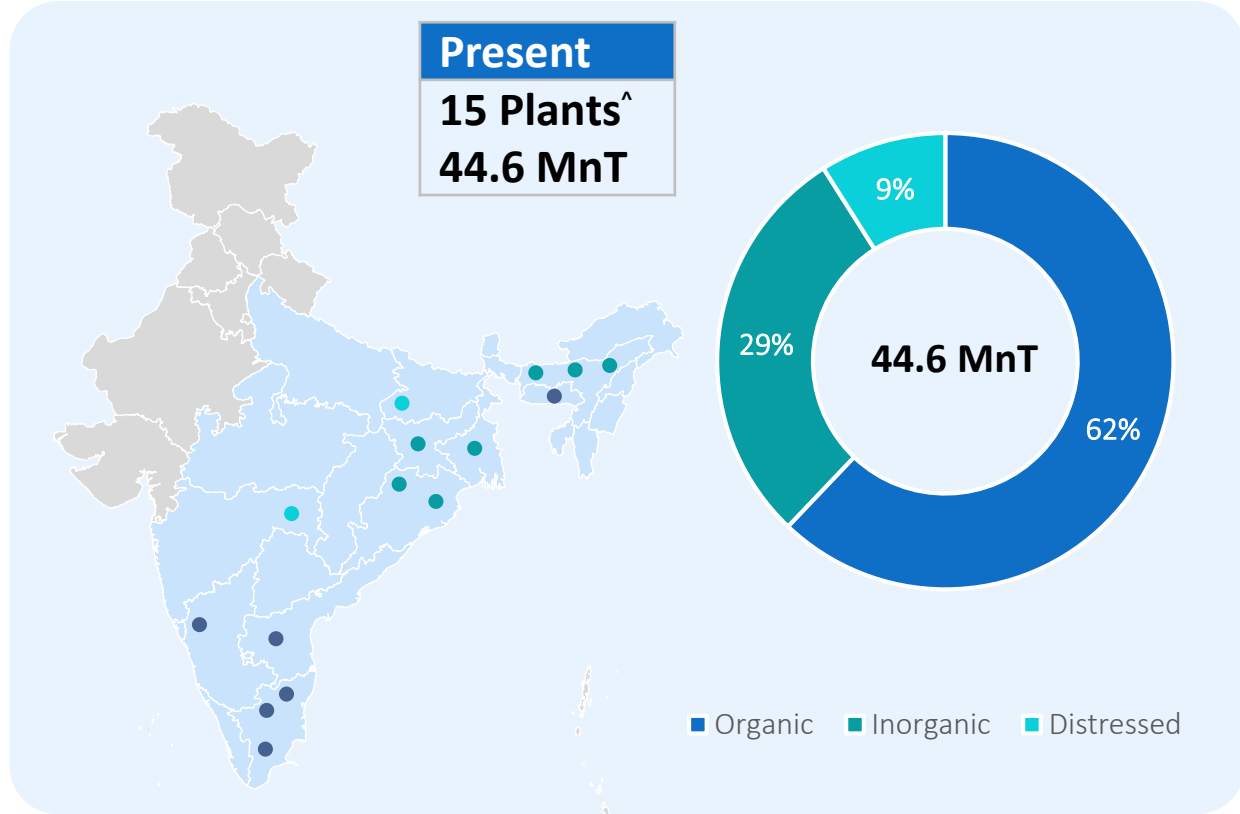 Present
15 Plants^
44.6 MnT
9%
29%
44.6 MnT
62%
Organic
Inorganic
Distressed